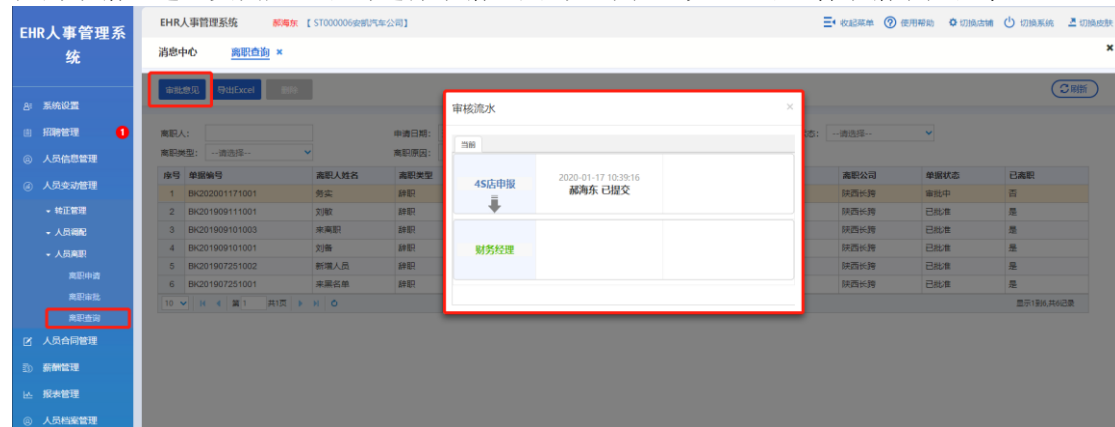 EHR人事管理系统
郝海东
【 ST000006安凯汽车公司】
收起菜单
使用帮助
切换店铺
切换系统
切换皮肤
EHR人事管理系
统
消息中心
离职查询 ×
×
审批意见
导出Excel
删除
刷新
系统设置
招聘管理
1
人员信息管理
人员变动管理
转正管理
人员调配
人员离职
离职申请
离职审批
离职查询
人员合同管理
薪酬管理
报表管理
人员档案管理
离职人:
申请日期:
态: --请选择--
离职类型: --请选择--
离职原因:
序号 单据编号 离职人姓名 离职类型 离职公司 单据状态 已离职
1 BK202001171001 务实 辞职 陕西长跨 审批中 否
2 BK201909111001 刘敏 辞职 陕西长跨 已批准 是
3 BK201909101003 来离职 辞职 陕西长跨 已批准 是
4 BK201909101001 刘备 辞职 陕西长跨 已批准 是
5 BK201907251002 新增人员 辞职 陕西长跨 已批准 是
6 BK201907251001 来黑名单 辞职 陕西长跨 已批准 是
10 第 1 共1页
显示1到6,共6记录
审核流水 ×
当前
4S店申报
2020-01-17 10:39:16
郝海东 已提交
财务经理